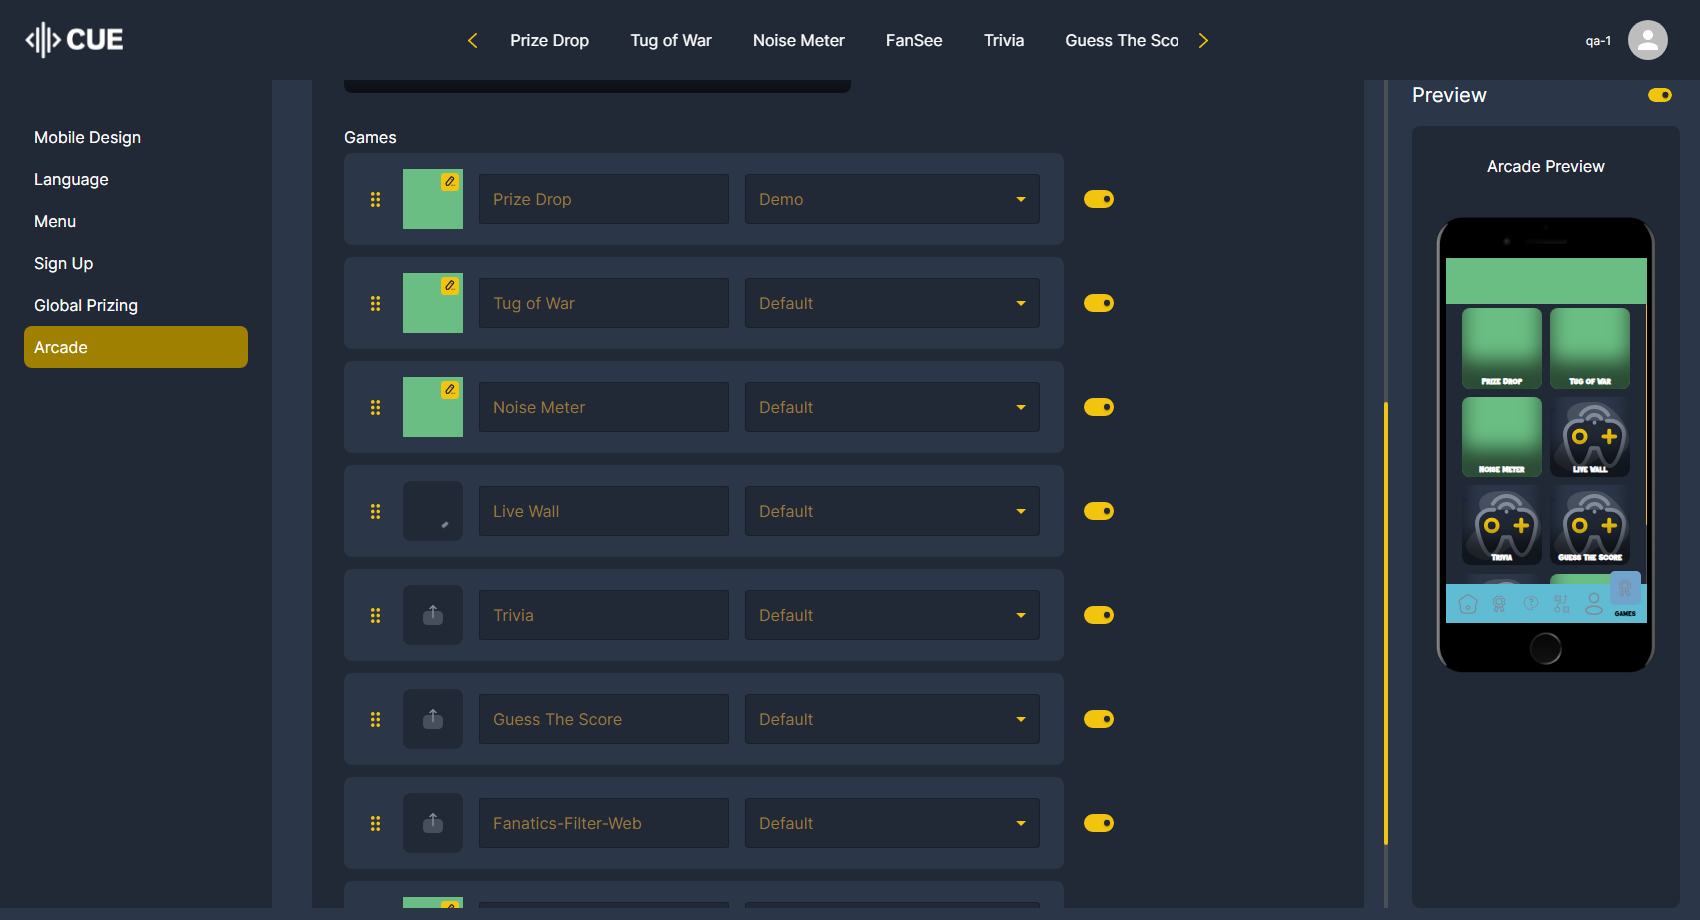 CUE
Prize Drop
Tug of War
Noise Meter
FanSee
Trivia
Guess The Sco
qa-1
Mobile Design
Language
Menu
Sign Up
Global Prizing
Arcade
Games
Prize Drop
Demo
Tug of War
Default
Noise Meter
Default
Live Wall
Default
Trivia
Default
Guess The Score
Default
Fanatics-Filter-Web
Default
Preview
Arcade Preview
Prize Drop
Tug of War
Noise Meter
Live Wall
Trivia
Guess The Score
GAMES